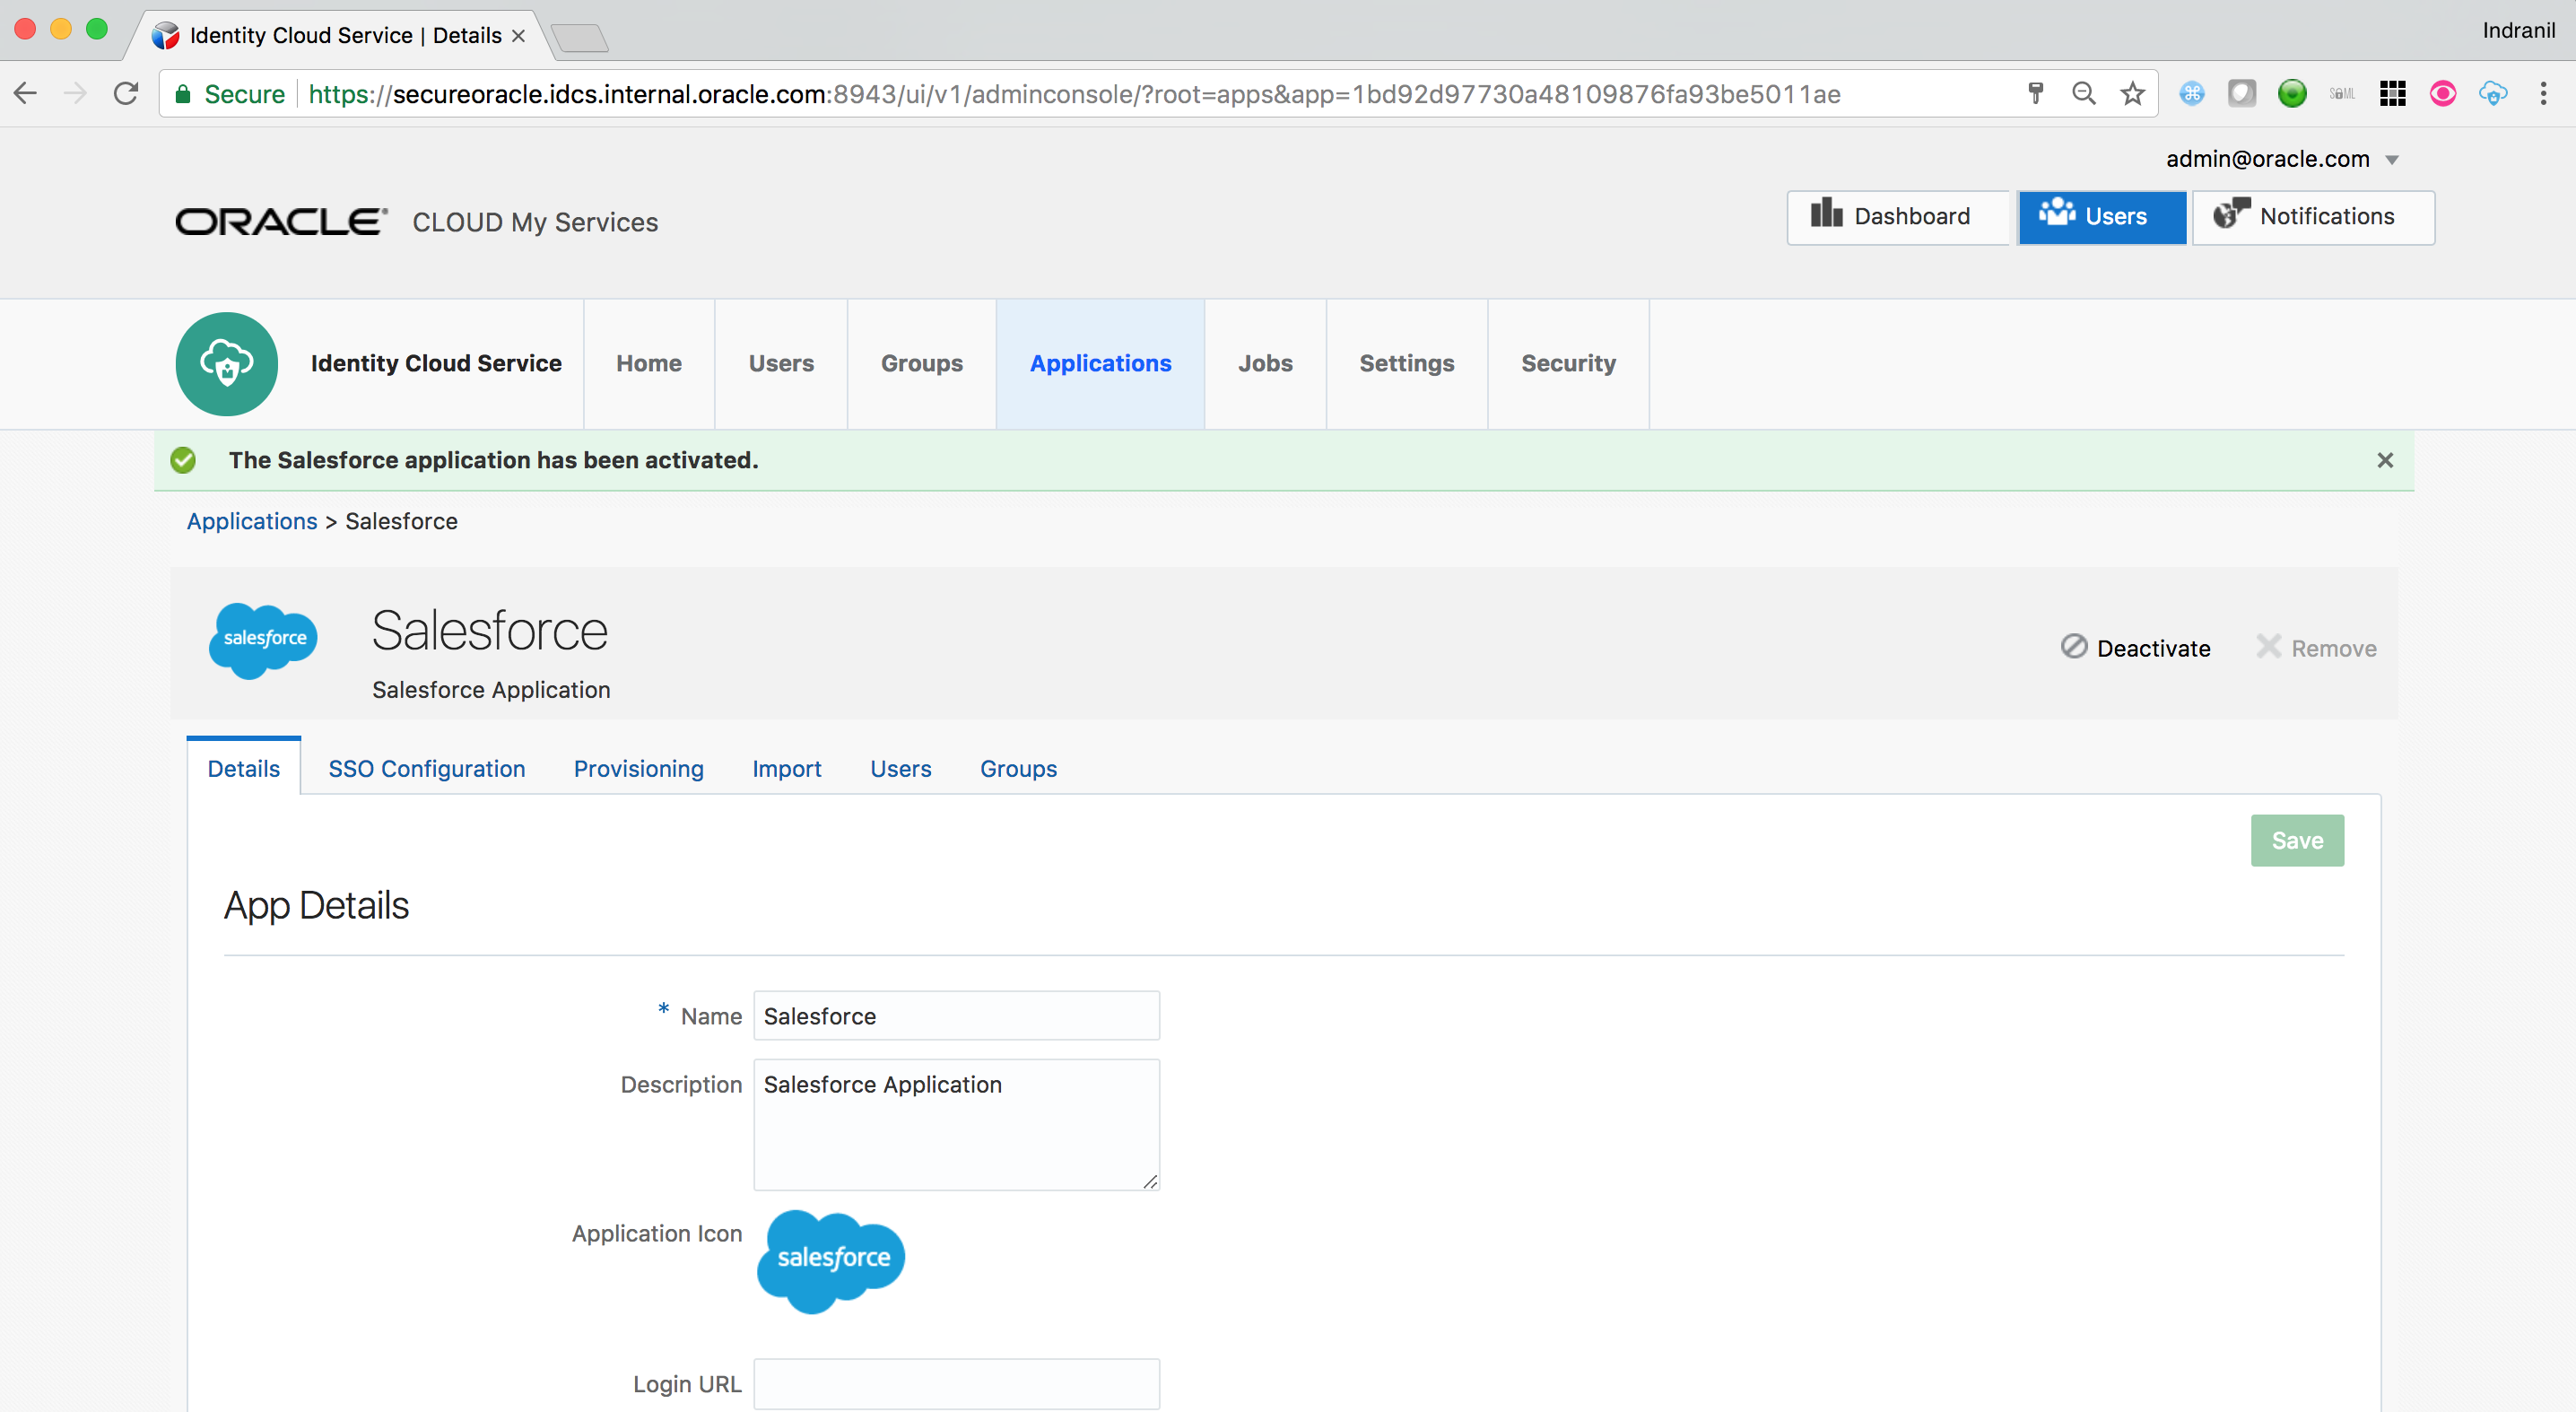 Identity Cloud Service | Details
Indranil
Secure https://secureoracle.idcs.internal.oracle.com:8943/ui/v1/adminconsole/?root=apps&app=1bd92d97730a48109876fa93be5011ae
SAML
admin@oracle.com
ORACLE CLOUD My Services
Dashboard Users Notifications
Identity Cloud Service Home Users Groups Applications Jobs Settings Security
The Salesforce application has been activated.
Applications > Salesforce
salesforce
Salesforce
Salesforce Application
Deactivate Remove
Details SSO Configuration Provisioning Import Users Groups
Save
App Details
* Name Salesforce
Description Salesforce Application
Application Icon salesforce
Login URL